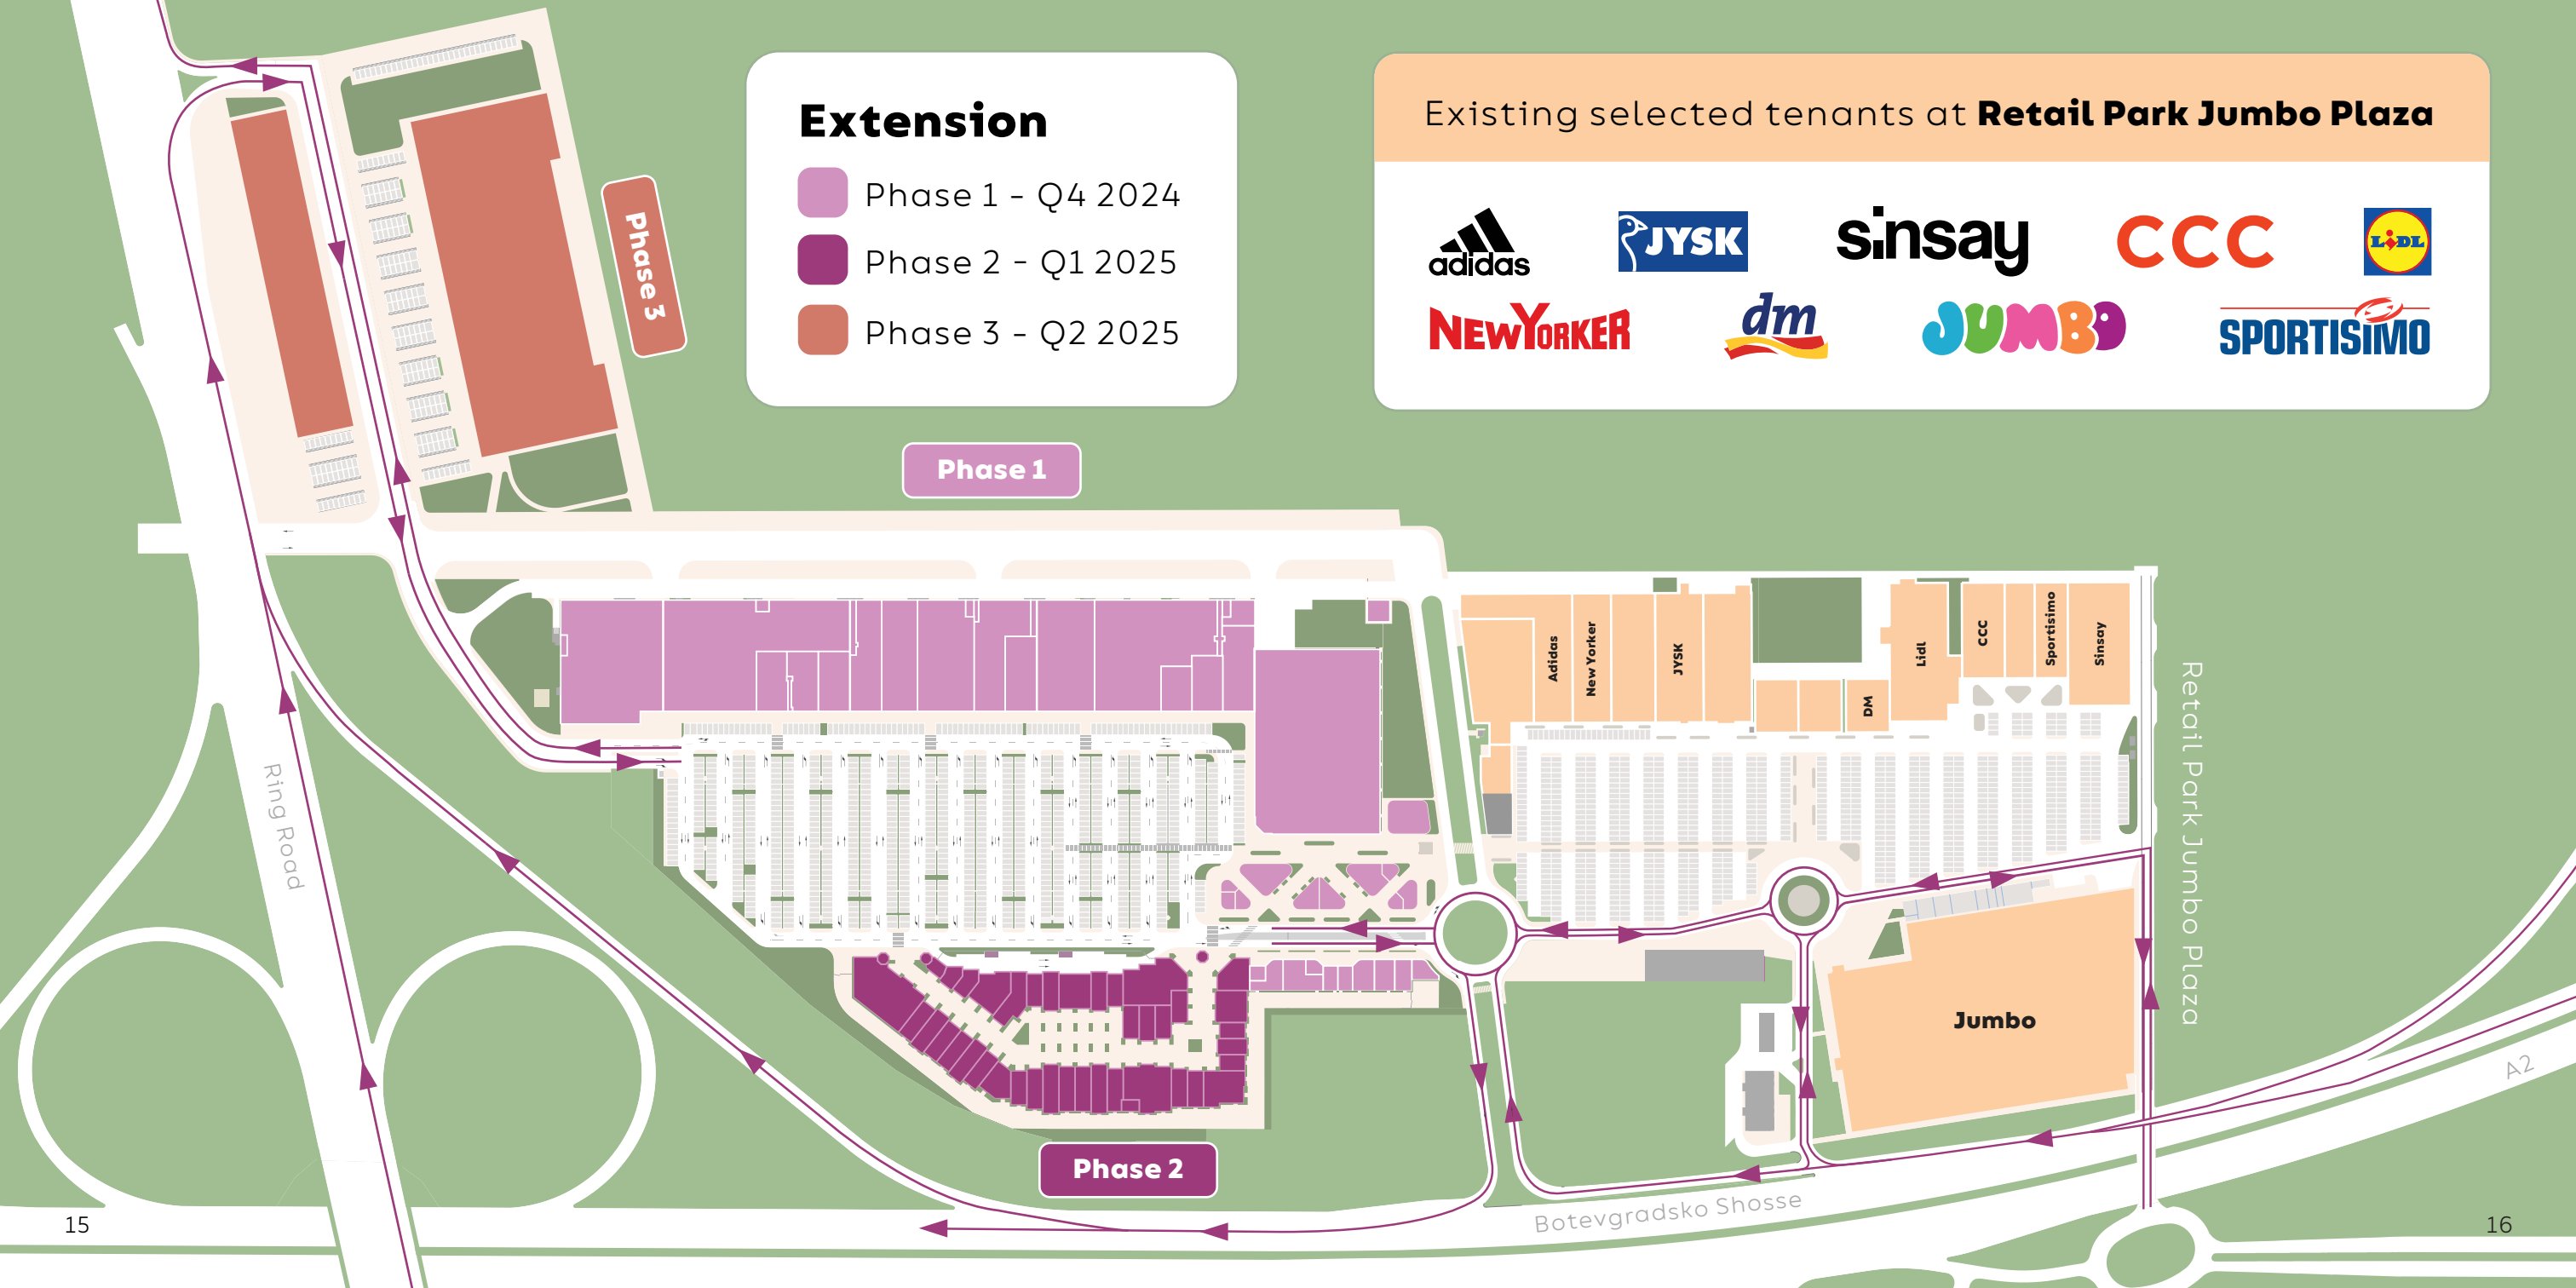 Extension
Phase 1 - Q4 2024
Phase 2 - Q1 2025
Phase 3 - Q2 2025
Existing selected tenants at Retail Park Jumbo Plaza
adidas
JYSK
sinsay
CCC
LiDL
NEWYORKER
dm
JUMBO
SPORTISiMO
Phase 3
Phase 1
Adidas
New Yorker
JYSK
DM
Lidl
CCC
Sportisimo
Sinsay
Retail Park Jumbo Plaza
Ring Road
Jumbo
A2
Phase 2
Botevgradsko Shosse
15
16